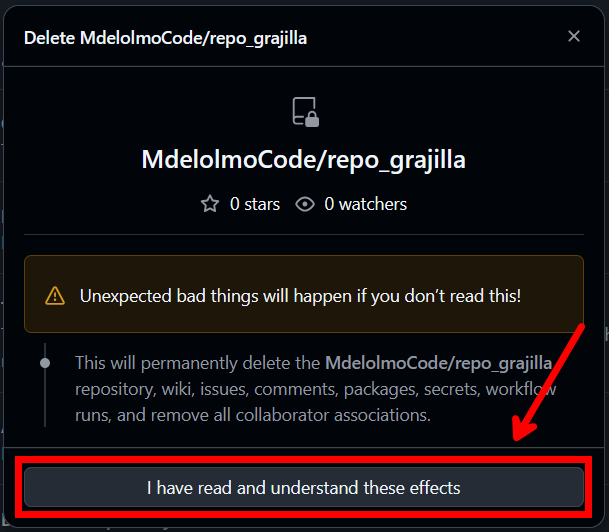 Delete MdelolmoCode/repo_grajilla
MdelolmoCode/repo_grajilla
0 stars 0 watchers
Unexpected bad things will happen if you don’t read this!
This will permanently delete the MdelolmoCode/repo_grajilla
repository, wiki, issues, comments, packages, secrets, workflow
runs, and remove all collaborator associations.
I have read and understand these effects